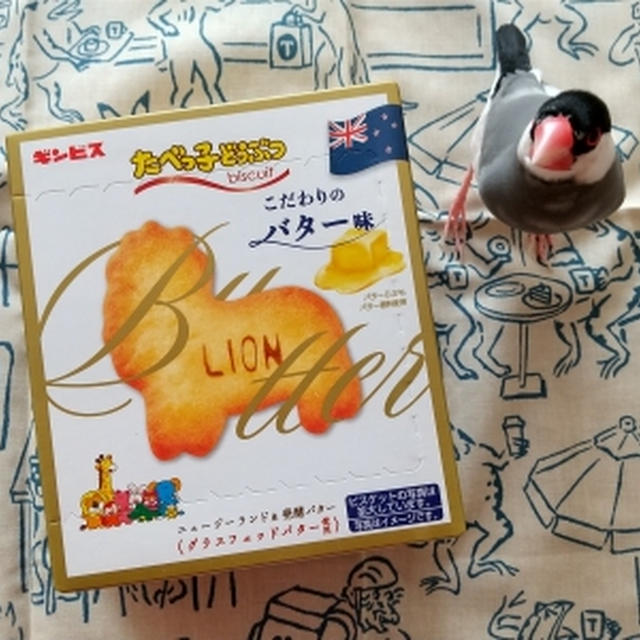 ギンビス
たべっ子どうぶつ
biscuit
こだわりの
バター味
Butter
LION
ニュージーランド産 発酵バター
(グラスフェッドバター使用)
ビスケットの写真は
拡大しています。
写真はイメージです。
T
T